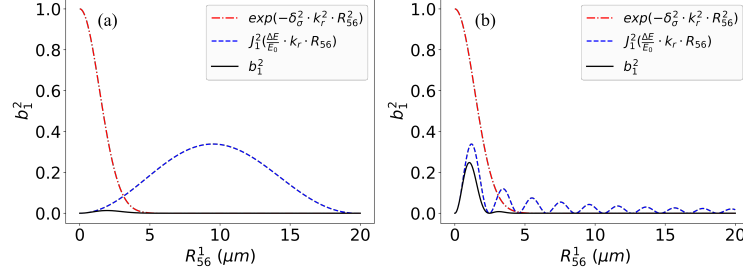 (a)
exp(−δ_σ^2 · k_r^2 · R_56^2)
J_1^2(ΔE/E_0 · k_r · R_56)
b_1^2
b_1^2
1.0
0.8
0.6
0.4
0.2
0.0
0 5 10 15 20
R_56^1 (μm)
(b)
exp(−δ_σ^2 · k_r^2 · R_56^2)
J_1^2(ΔE/E_0 · k_r · R_56)
b_1^2
b_1^2
1.0
0.8
0.6
0.4
0.2
0.0
0 5 10 15 20
R_56^1 (μm)